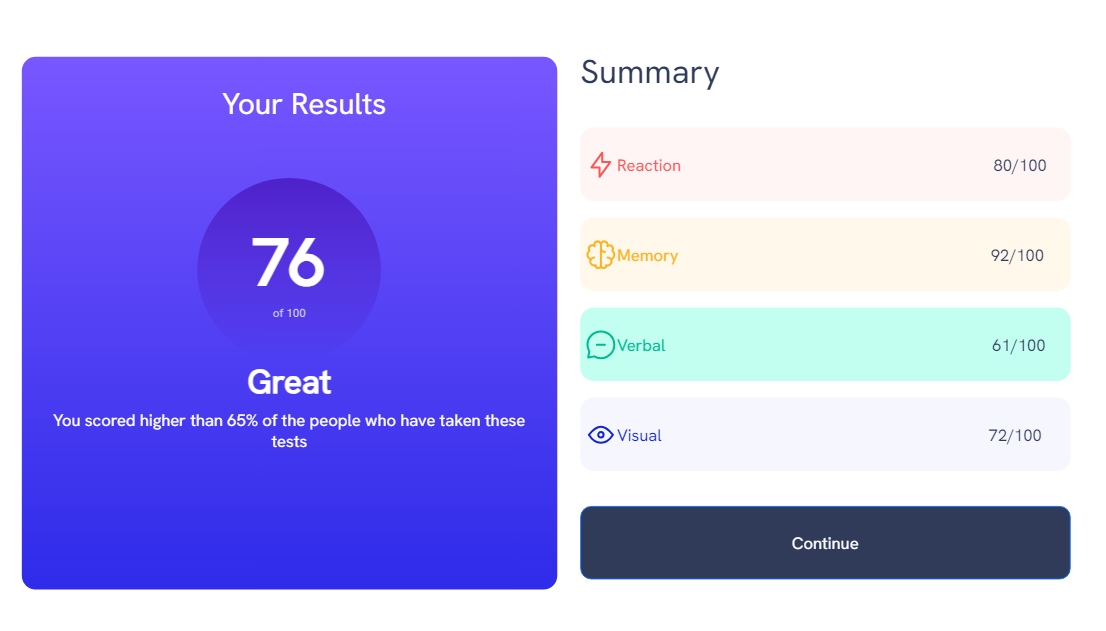 Your Results
76
of 100
Great
You scored higher than 65% of the people who have taken these
tests
Summary
Reaction 80/100
Memory 92/100
Verbal 61/100
Visual 72/100
Continue